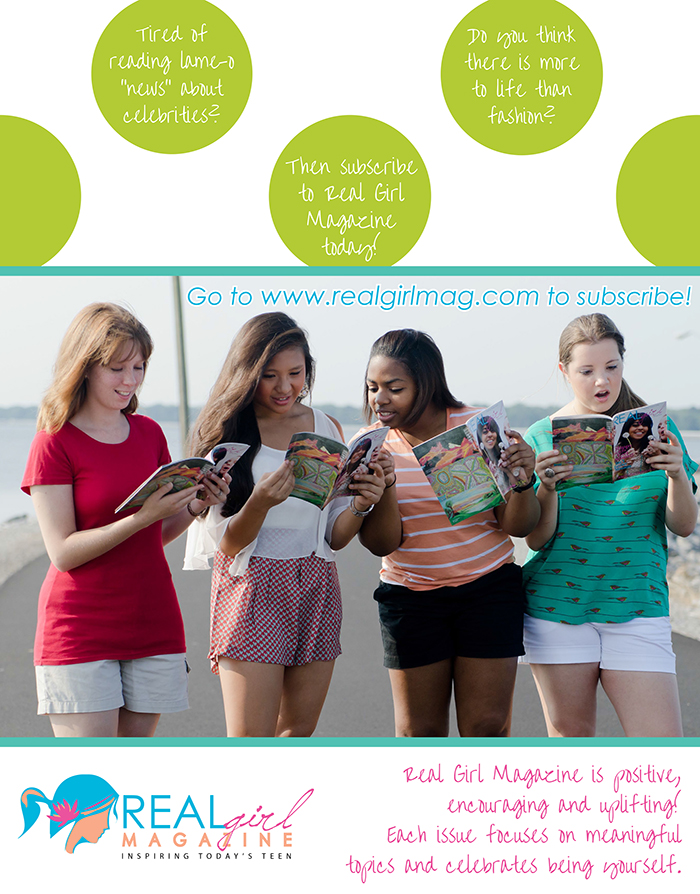 Tired of
reading lame-o
"news" about
celebrities?
Do you think
there is more
to life than
fashion?
Then subscribe
to Real Girl
Magazine
today!
Go to www.realgirlmag.com to subscribe!
REAL girl
MAGAZINE
INSPIRING TODAY'S TEEN
Real Girl Magazine is positive,
encouraging and uplifting!
Each issue focuses on meaningful
topics and celebrates being yourself.